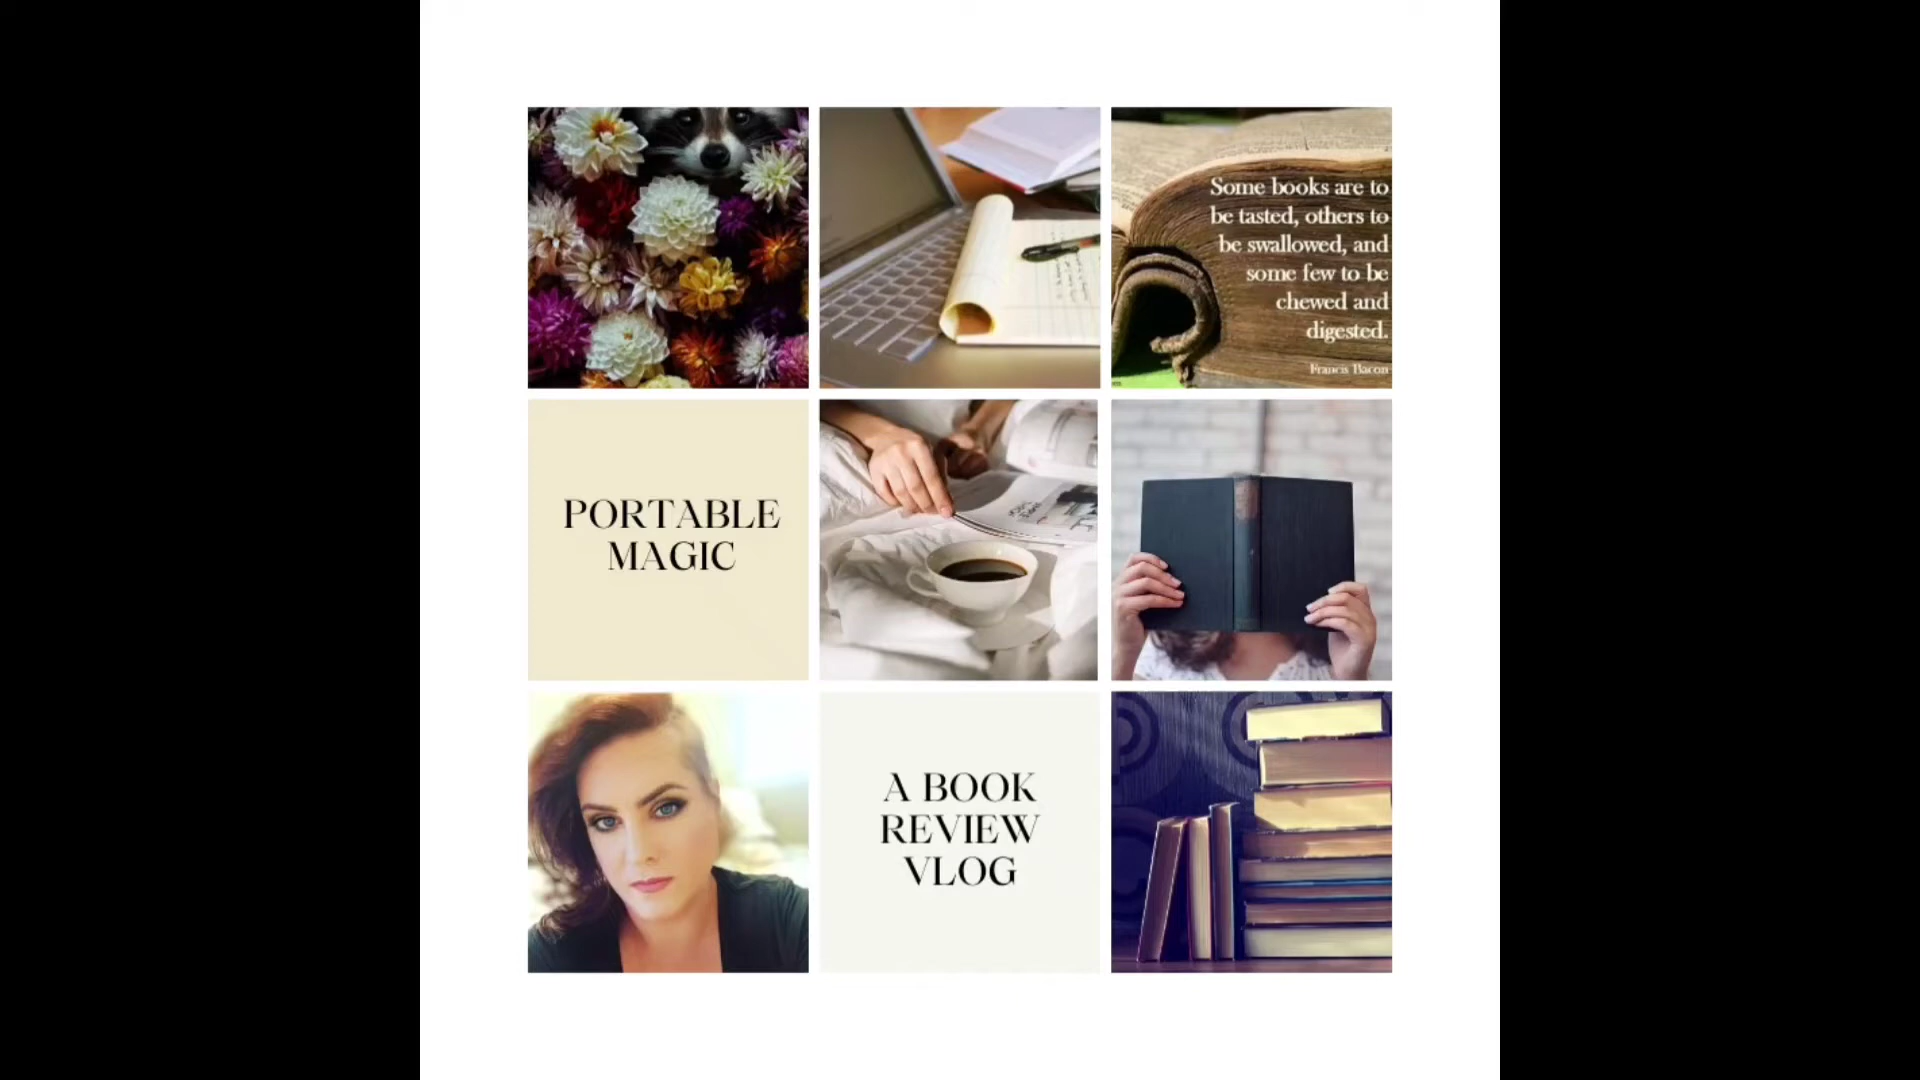 Some books are to
be tasted, others to
be swallowed, and
some few to be
chewed and
digested.
Francis Bacon
PORTABLE
MAGIC
A BOOK
REVIEW
VLOG